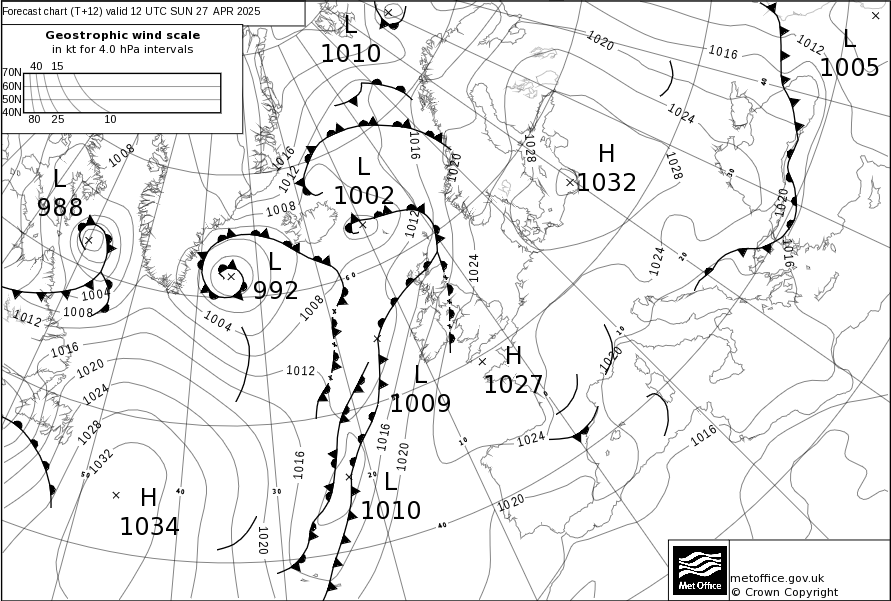 Forecast chart (T+12) valid 12 UTC SUN 27 APR 2025
Geostrophic wind scale
in kt for 4.0 hPa intervals
40 15
70N
60N
50N
40N
80 25 10
L
1010
L
1005
L
988
L
1002
H
1032
L
992
L
1009
H
1027
L
1010
H
1034
1020
1016
1012
1024
1028
1028
1020
1016
1024
1020
1016
1012
1008
1008
1016
1020
1012
1024
1004
1008
1012
1004
1008
1016
1020
1024
1028
1032
1012
1016
1016
1020
1020
1024
1020
1020
1016
40
30
20
10
0
10
20
30
40
50
60
40
metoffice.gov.uk
© Crown Copyright
Met Office